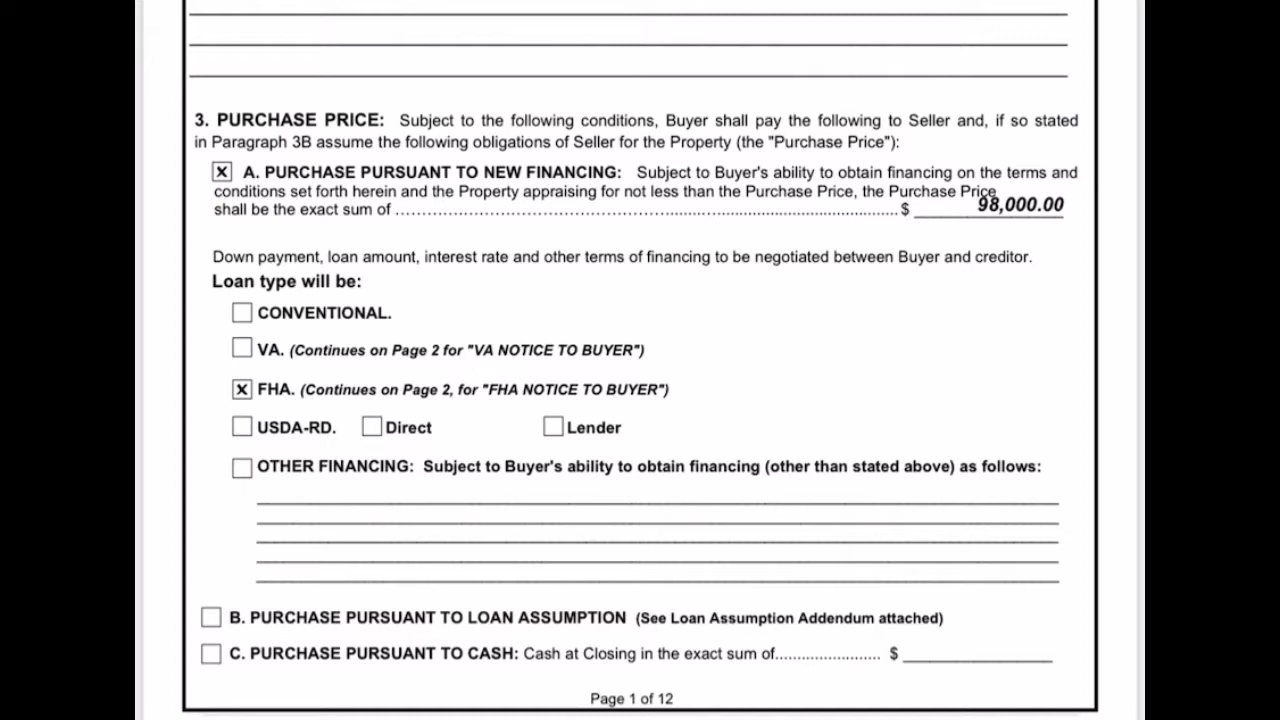 3. PURCHASE PRICE: Subject to the following conditions, Buyer shall pay the following to Seller and, if so stated
in Paragraph 3B assume the following obligations of Seller for the Property (the "Purchase Price"):
X A. PURCHASE PURSUANT TO NEW FINANCING: Subject to Buyer's ability to obtain financing on the terms and
conditions set forth herein and the Property appraising for not less than the Purchase Price, the Purchase Price
shall be the exact sum of ........................................ $ 98,000.00
Down payment, loan amount, interest rate and other terms of financing to be negotiated between Buyer and creditor.
Loan type will be:
CONVENTIONAL.
VA. (Continues on Page 2 for "VA NOTICE TO BUYER")
X FHA. (Continues on Page 2, for "FHA NOTICE TO BUYER")
USDA-RD. Direct Lender
OTHER FINANCING: Subject to Buyer's ability to obtain financing (other than stated above) as follows:
B. PURCHASE PURSUANT TO LOAN ASSUMPTION (See Loan Assumption Addendum attached)
C. PURCHASE PURSUANT TO CASH: Cash at Closing in the exact sum of........................ $
Page 1 of 12